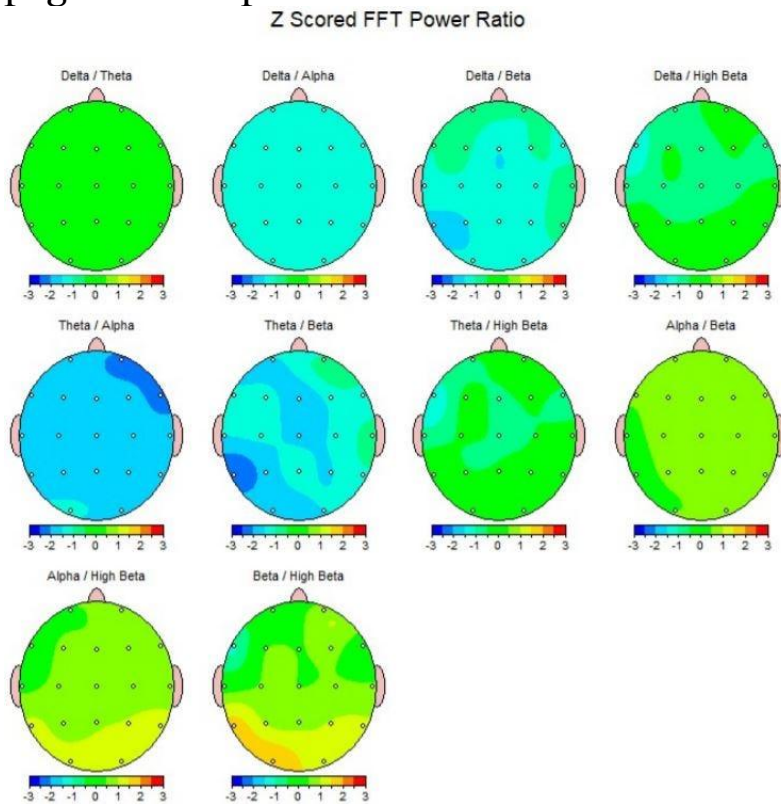 Z Scored FFT Power Ratio
Delta / Theta Delta / Alpha Delta / Beta Delta / High Beta
-3 -2 -1 0 1 2 3 -3 -2 -1 0 1 2 3 -3 -2 -1 0 1 2 3 -3 -2 -1 0 1 2 3
Theta / Alpha Theta / Beta Theta / High Beta Alpha / Beta
-3 -2 -1 0 1 2 3 -3 -2 -1 0 1 2 3 -3 -2 -1 0 1 2 3 -3 -2 -1 0 1 2 3
Alpha / High Beta Beta / High Beta
-3 -2 -1 0 1 2 3 -3 -2 -1 0 1 2 3